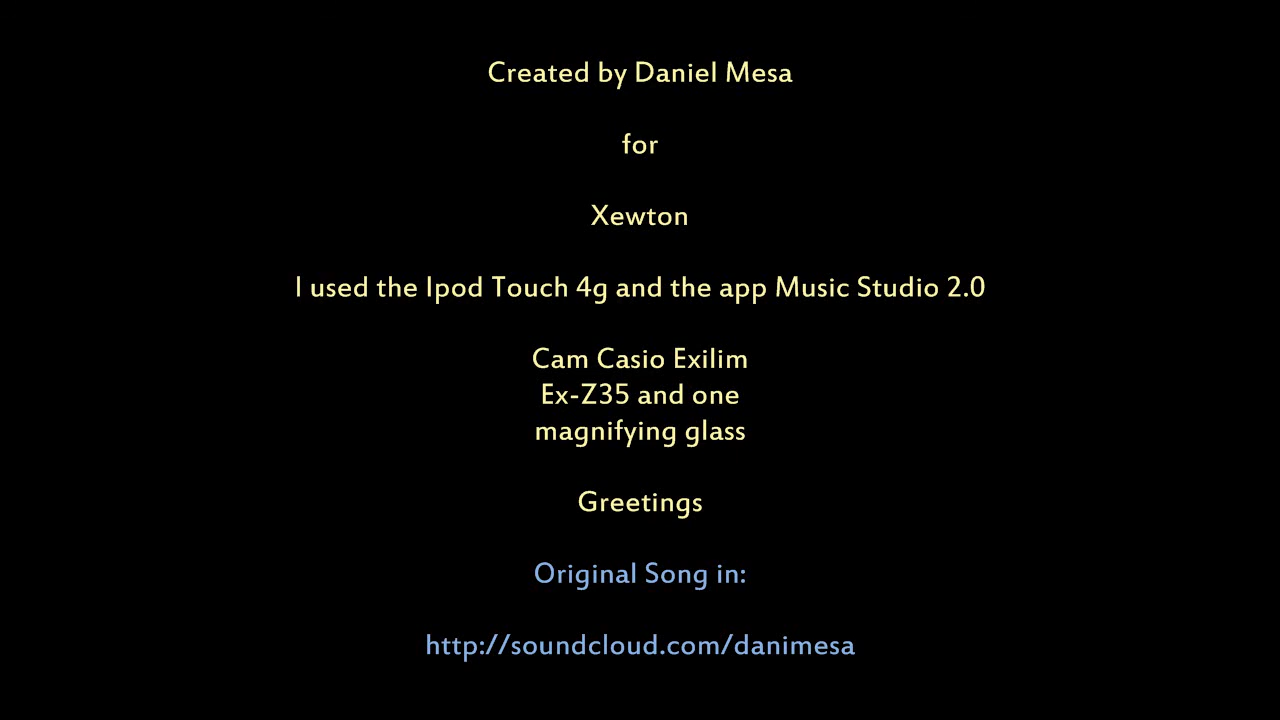 Created by Daniel Mesa
for
Xewton
I used the Ipod Touch 4g and the app Music Studio 2.0
Cam Casio Exilim
Ex-Z35 and one
magnifying glass
Greetings
Original Song in:
http://soundcloud.com/danimesa